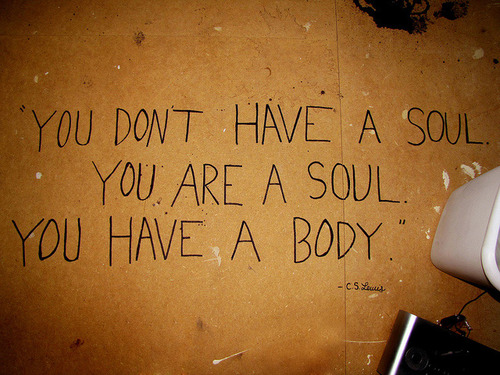 "YOU DON'T HAVE A SOUL.
YOU ARE A SOUL.
YOU HAVE A BODY."
- C.S. Lewis